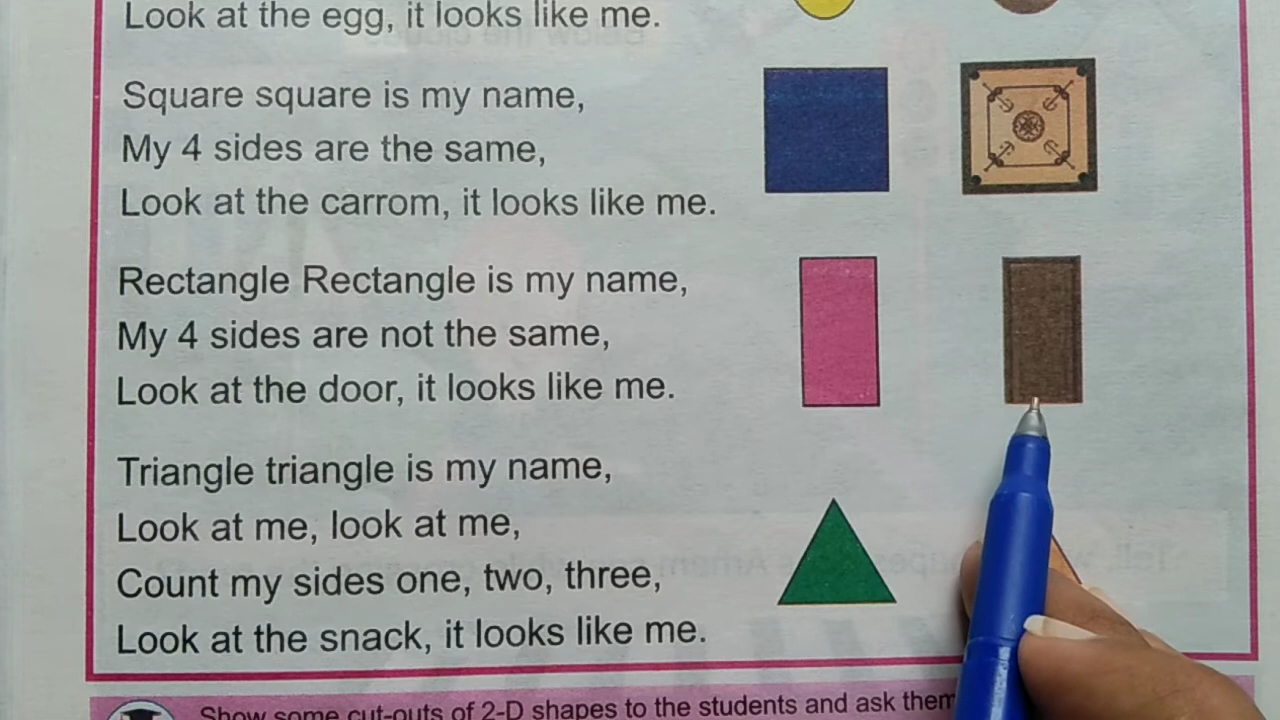 Look at the egg, it looks like me.
Square square is my name,
My 4 sides are the same,
Look at the carrom, it looks like me.
Rectangle Rectangle is my name,
My 4 sides are not the same,
Look at the door, it looks like me.
Triangle triangle is my name,
Look at me, look at me,
Count my sides one, two, three,
Look at the snack, it looks like me.
Show some cut-outs of 2-D shapes to the students and ask them